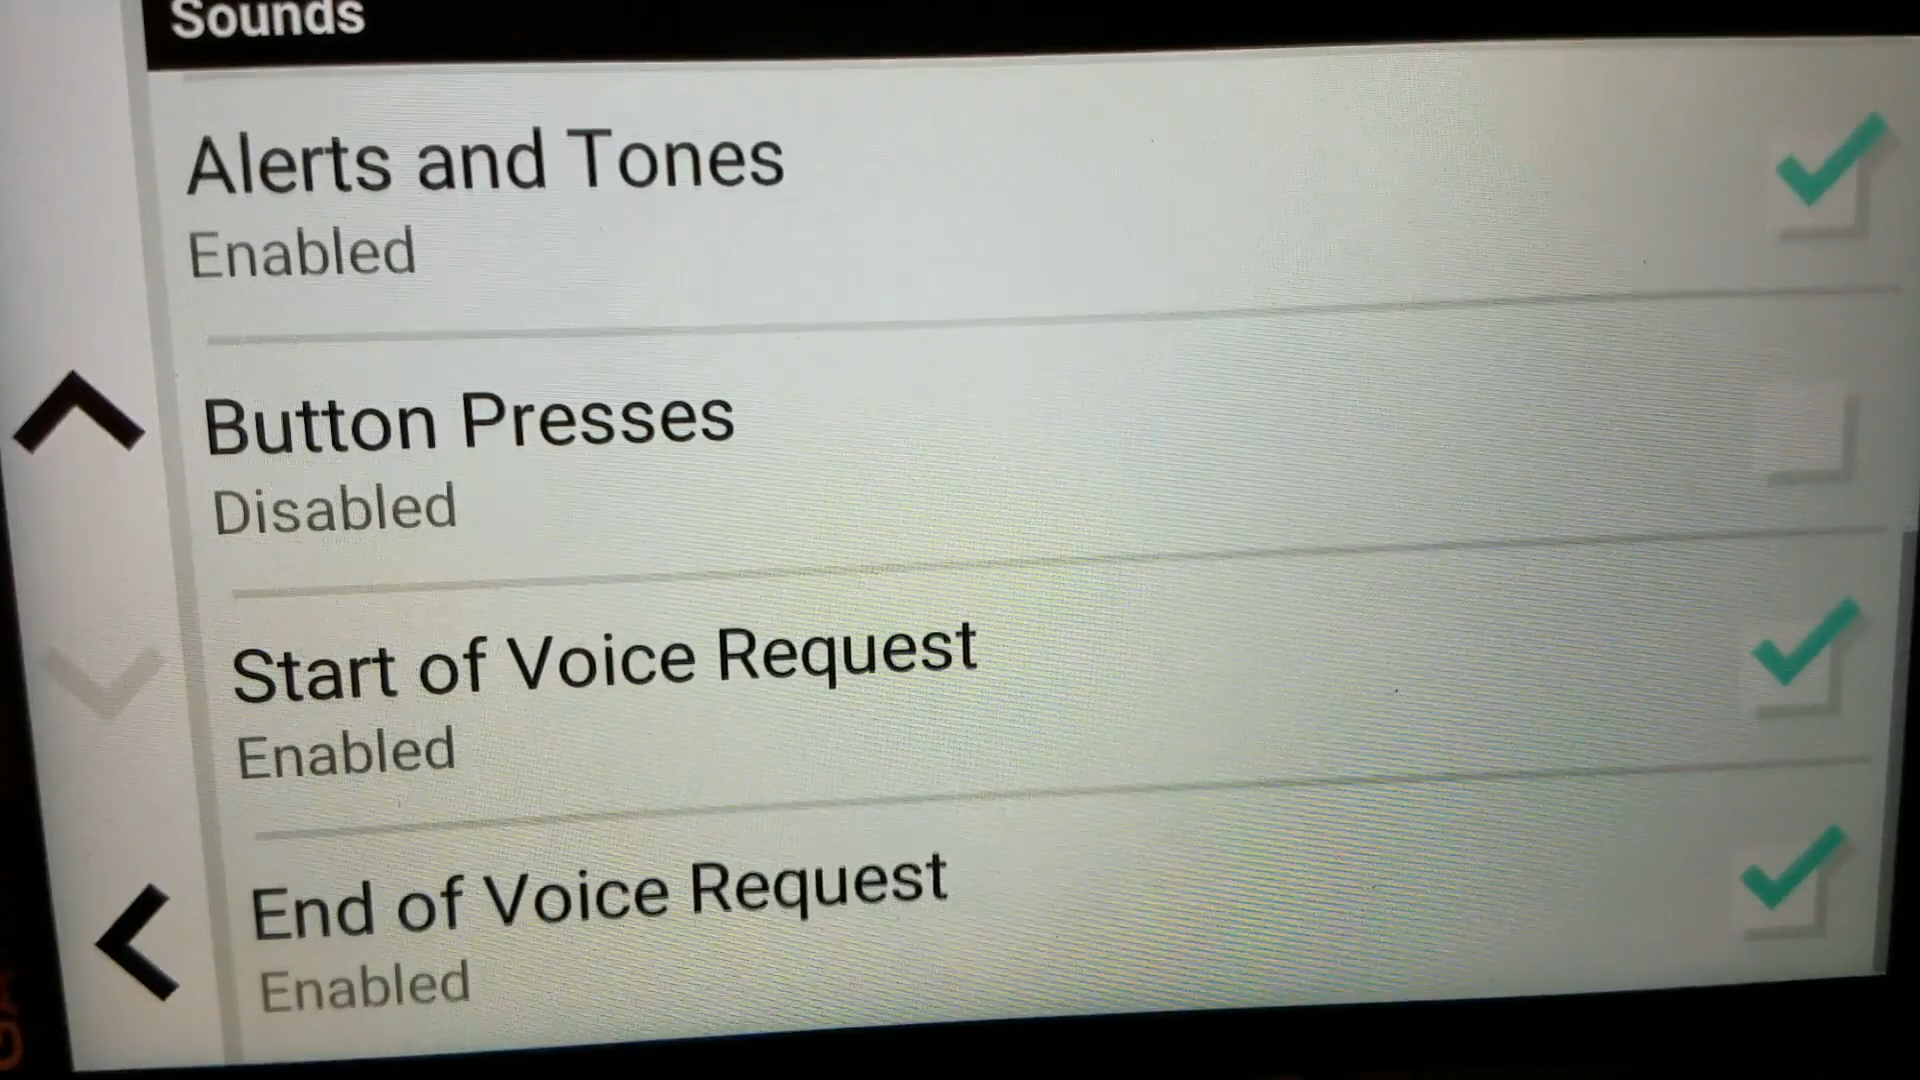 Sounds
Alerts and Tones
Enabled
Button Presses
Disabled
Start of Voice Request
Enabled
End of Voice Request
Enabled